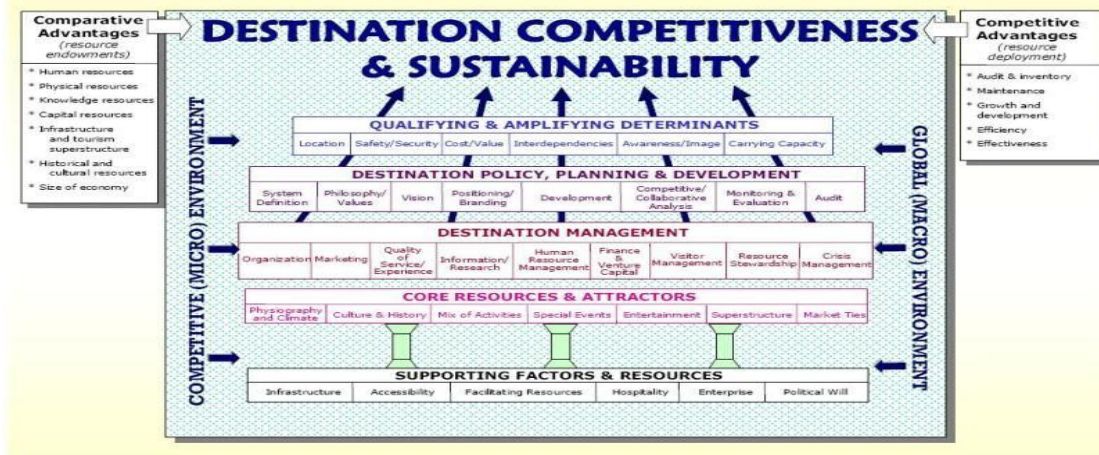 Comparative
Advantages
(resource
endowments)
* Human resources
* Physical resources
* Knowledge resources
* Capital resources
* Infrastructure
and tourism
superstructure
* Historical and
cultural resources
* Size of economy
DESTINATION COMPETITIVENESS
& SUSTAINABILITY
Competitive
Advantages
(resource
deployment)
* Audit & inventory
* Maintenance
* Growth and
development
* Efficiency
* Effectiveness
COMPETITIVE (MICRO) ENVIRONMENT
GLOBAL (MACRO) ENVIRONMENT
QUALIFYING & AMPLIFYING DETERMINANTS
Location Safety/Security Cost/Value Interdependencies Awareness/Image Carrying Capacity
DESTINATION POLICY, PLANNING & DEVELOPMENT
System
Definition
Philosophy/
Values
Vision
Positioning/
Branding
Development
Competitive/
Collaborative
Analysis
Monitoring &
Evaluation
Audit
DESTINATION MANAGEMENT
Organization
Marketing
Quality
of
Service/
Experience
Information/
Research
Human
Resource
Management
Finance
&
Venture
Capital
Visitor
Management
Resource
Stewardship
Crisis
Management
CORE RESOURCES & ATTRACTORS
Physiography
and Climate
Culture & History
Mix of Activities
Special Events
Entertainment
Superstructure
Market Ties
SUPPORTING FACTORS & RESOURCES
Infrastructure Accessibility Facilitating Resources Hospitality Enterprise Political Will